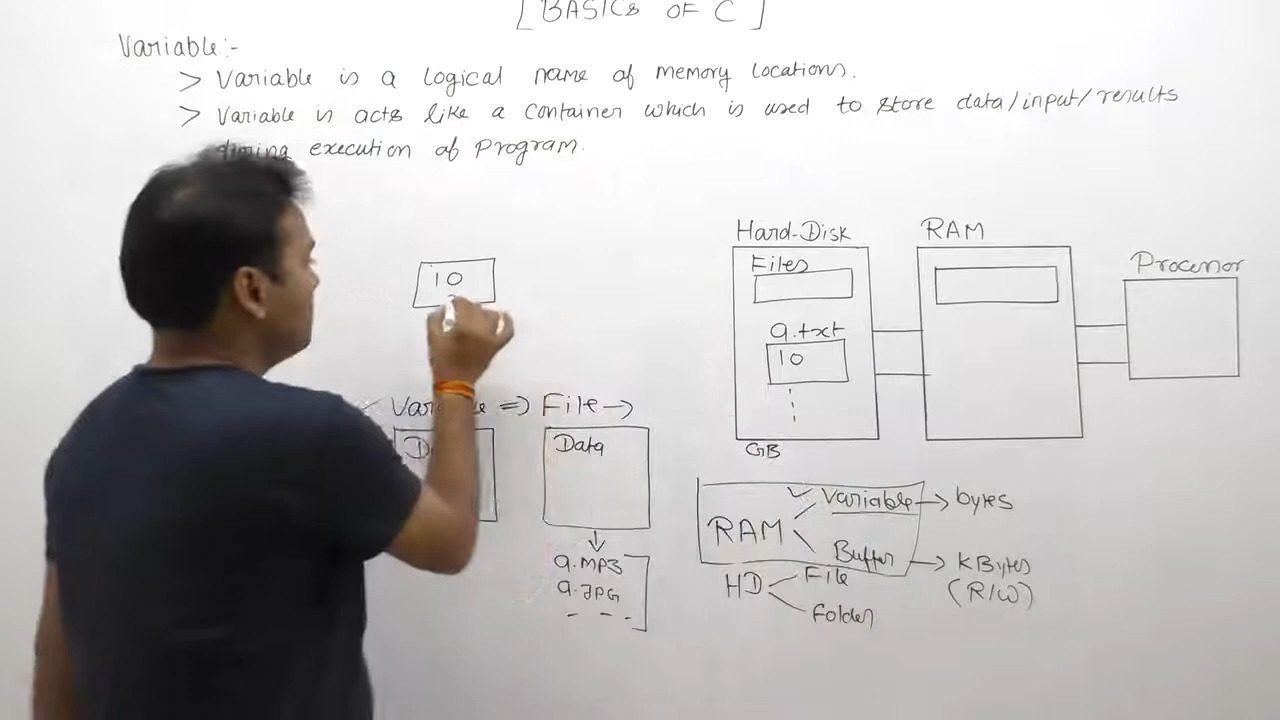 [BASICS OF C]
Variable:-
> Variable is a logical name of memory locations.
> Variable is acts like a container which is used to store data/input/results
during execution of program.
Hard-Disk
RAM
Processor
Files
10
a.txt
10
=> File ->
Data
GB
a.MP3
a.JPG
- - -
RAM
Variable -> bytes
Buffer -> KBytes
(R/W)
HD
File
folder